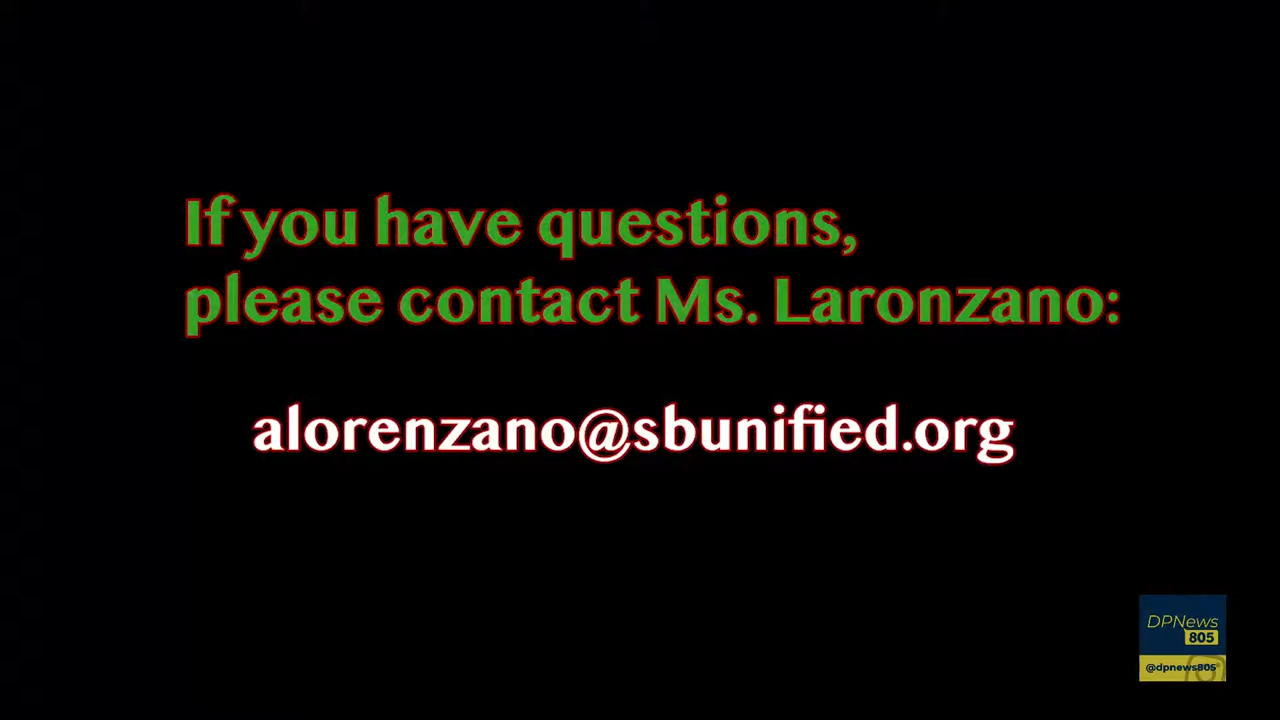 If you have questions,
please contact Ms. Laronzano:
alorenzano@sbunified.org
DPNews
805
@dpnews805